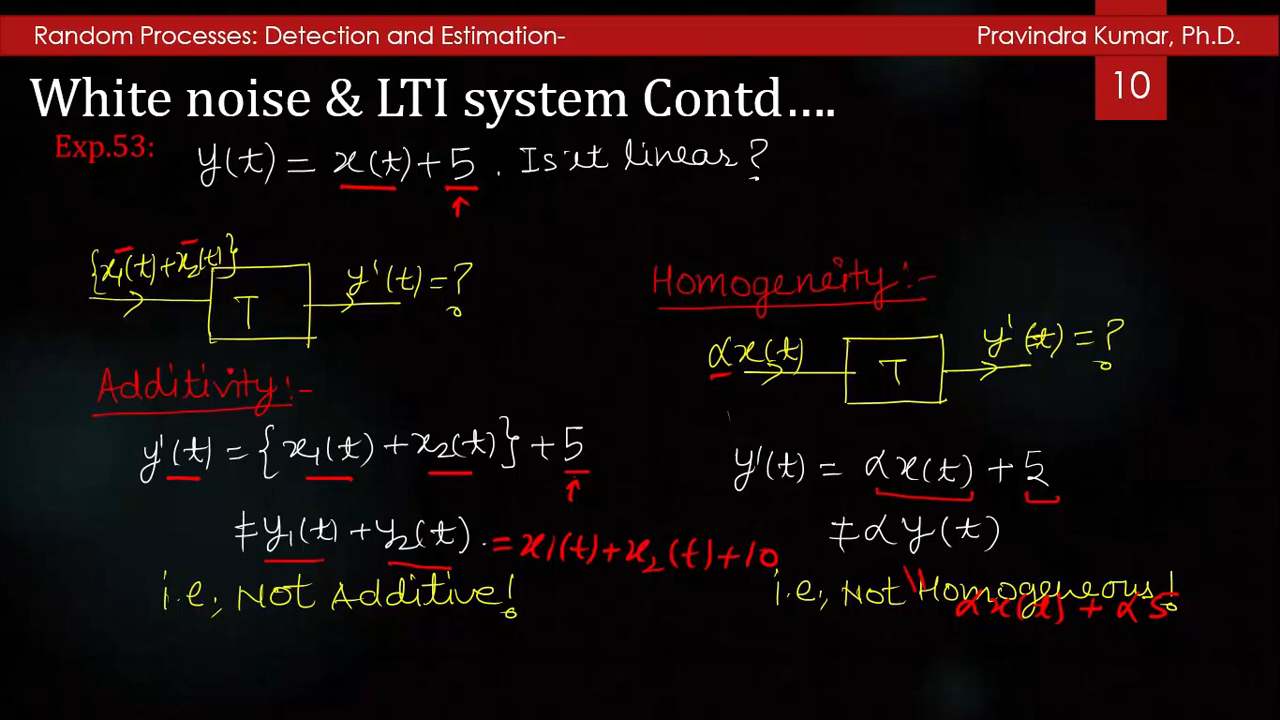 Random Processes: Detection and Estimation-
Pravindra Kumar, Ph.D.
White noise & LTI system Contd….
10
Exp.53:
y(t) = x(t) + 5 . Is it linear?
{x₁(t)+x₂(t)}
T
y'(t) = ?
Additivity :-
y'(t) = {x₁(t) + x₂(t)} + 5
≠ y₁(t) + y₂(t) . = x₁(t) + x₂(t) + 10
i.e; Not Additive!
Homogeneity :-
αx(t)
T
y'(t) = ?
y'(t) = αx(t) + 5
≠ αy(t)
i.e; Not Homogeneous!
αx(t) + α5